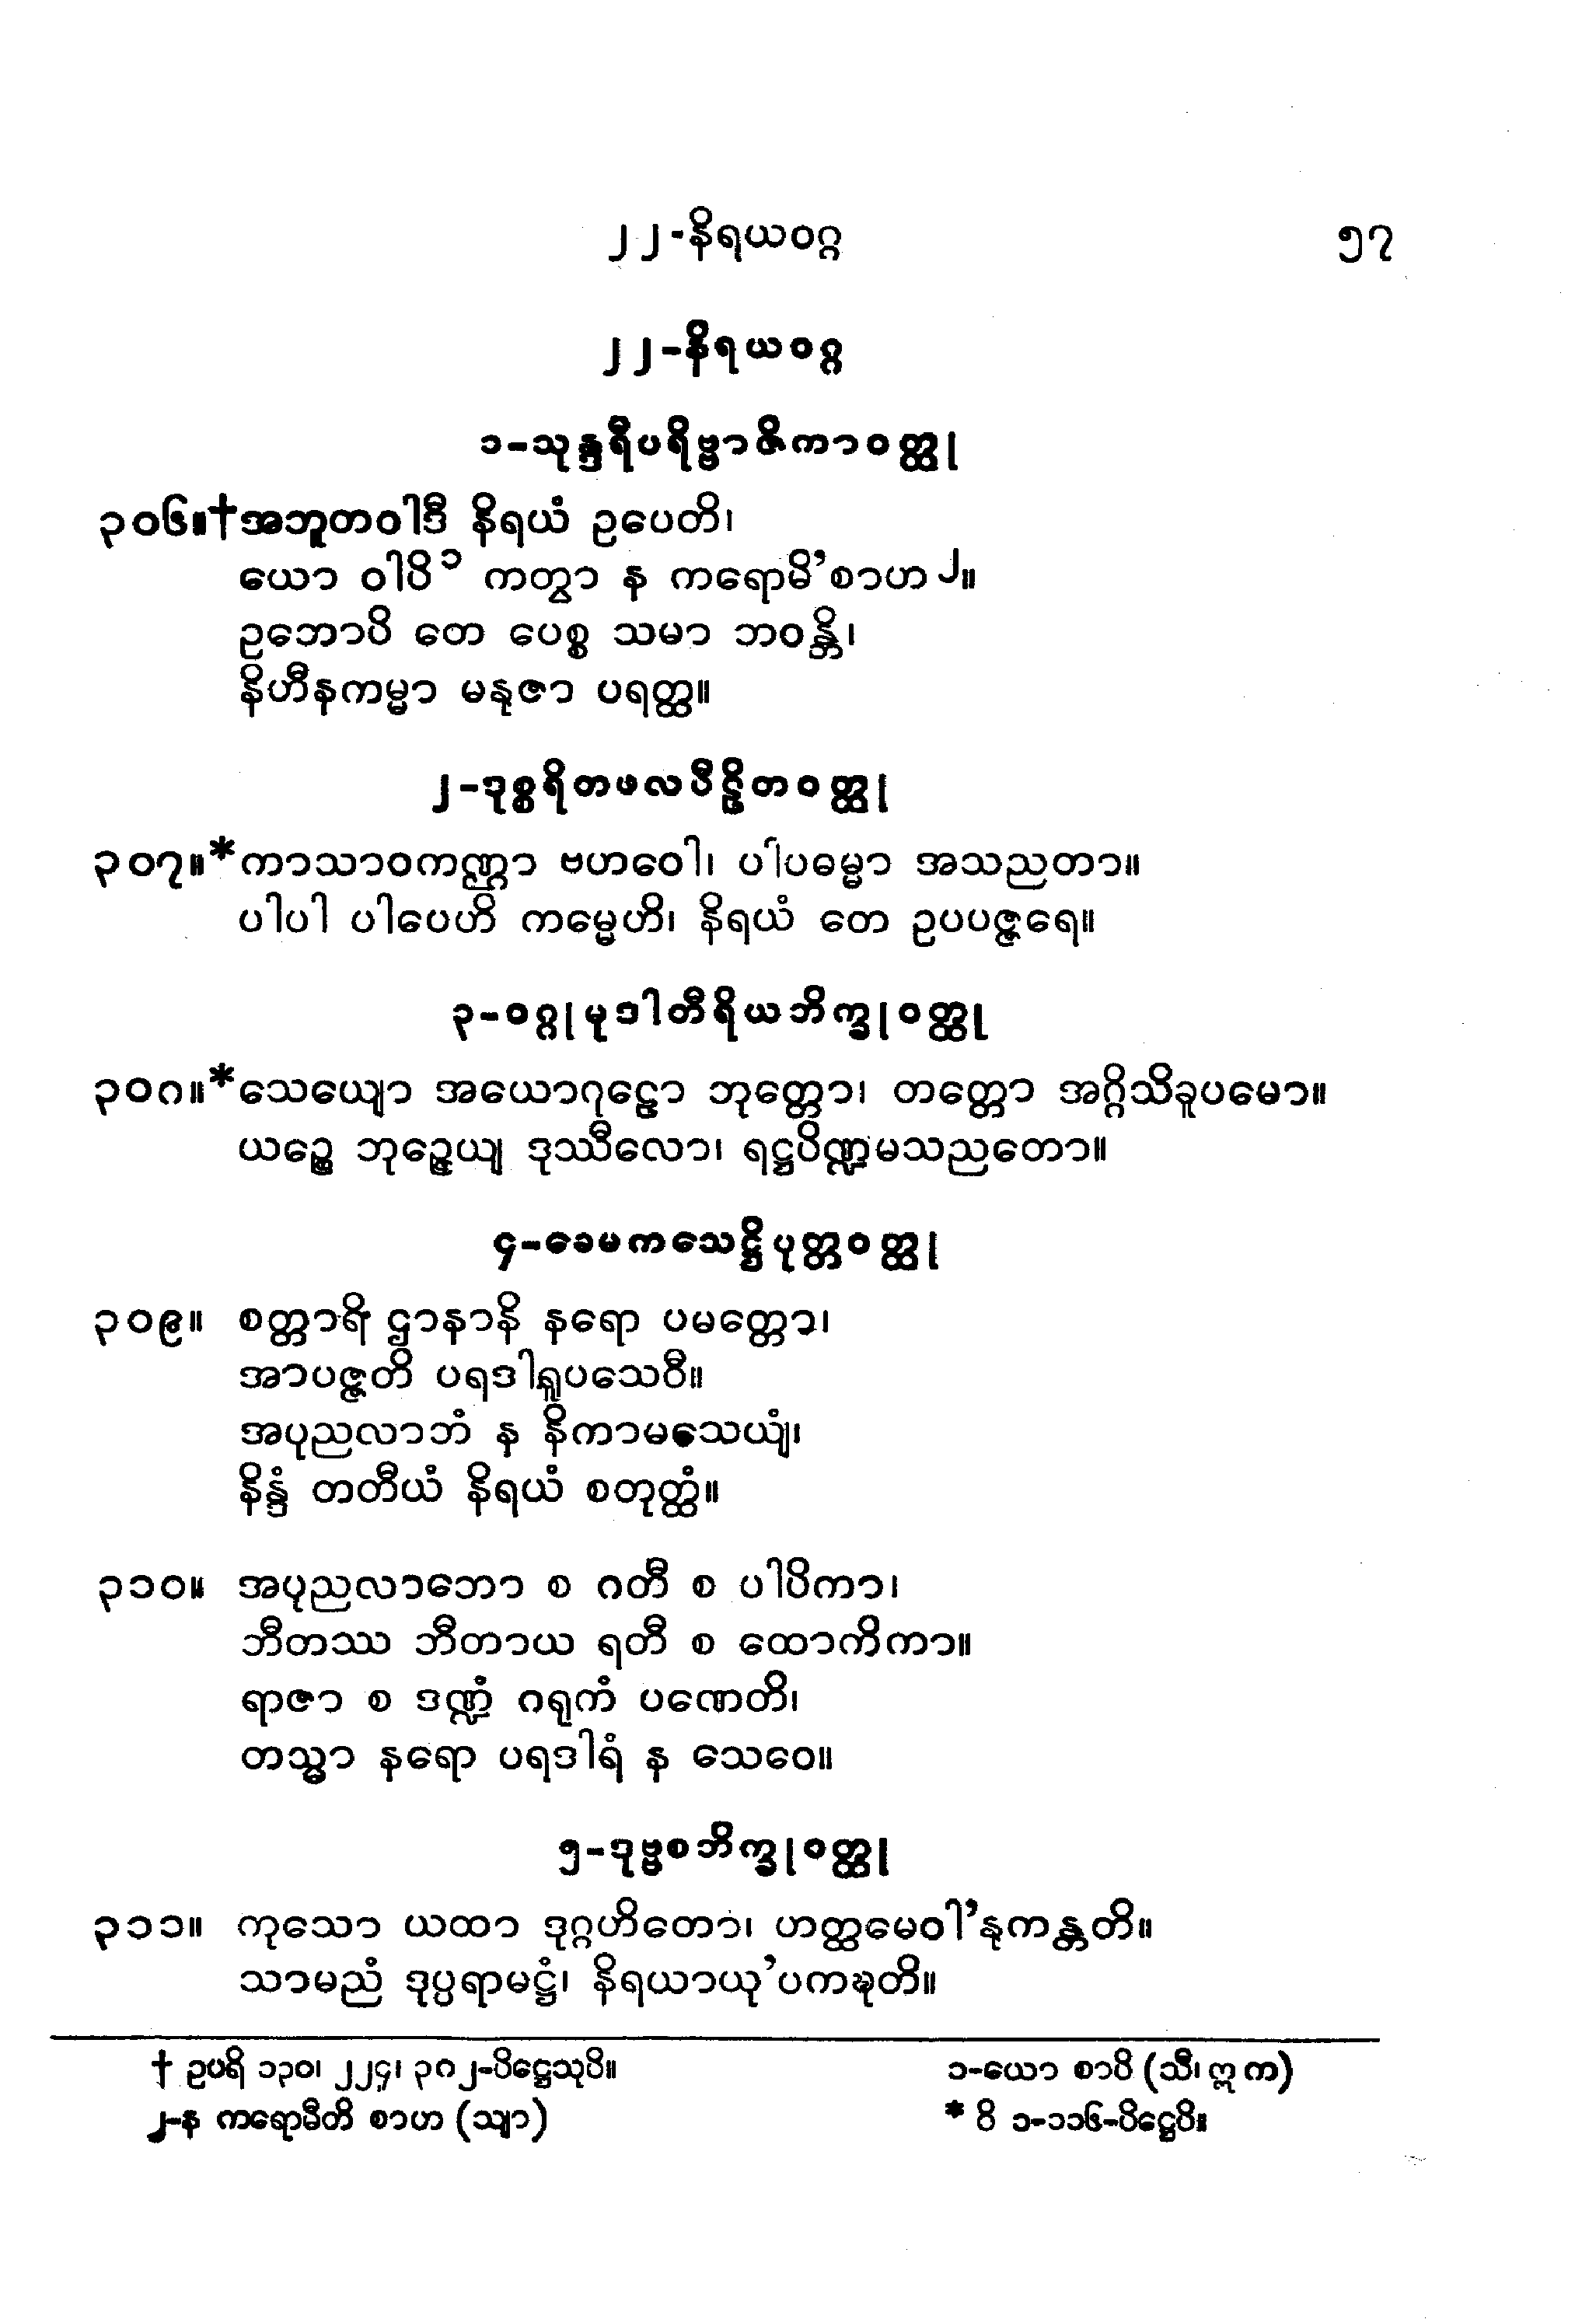 ၂၂-နိရယဝဂ္ဂ ၅၇
၂၂-နိရယဝဂ္ဂ
၁-သုန္ဒရီပရိဗ္ဗာဇိကာဝတ္ထု
၃၀၆။†အဘူတဝါဒီ နိရယံ ဥပေတိ၊
ယော ဝါပိ၁ ကတွာ န ကရောမိ’စာဟ၂။
ဥဘောပိ တေ ပေစ္စ သမာ ဘဝန္တိ၊
နိဟီနကမ္မာ မနုဇာ ပရတ္ထ။
၂-ဒုစ္စရိတဖလပီဠိတဝတ္ထု
၃၀၇။*ကာသာဝကဏ္ဌာ ဗဟဝေါ၊ ပါပဓမ္မာ အသညတာ။
ပါပါ ပါပေဟိ ကမ္မေဟိ၊ နိရယံ တေ ဥပပဇ္ဇရေ။
၃-ဝဂ္ဂုမုဒါတီရိယဘိက္ခုဝတ္ထု
၃၀၈။*သေယျော အယောဂုဠော ဘုတ္တော၊ တတ္တော အဂ္ဂိသိခူပမော။
ယဉ္စေ ဘုဉ္ဇေယျ ဒုဿီလော၊ ရဋ္ဌပိဏ္ဍမသညတော။
၄-ခေမကသေဋ္ဌိပုတ္တဝတ္ထု
၃၀၉။ စတ္တာရိ ဌာနာနိ နရော ပမတ္တော၊
အာပဇ္ဇတိ ပရဒါရူပသေဝီ။
အပုညလာဘံ န နိကာမသေယျံ၊
နိန္ဒံ တတီယံ နိရယံ စတုတ္ထံ။
၃၁၀။ အပုညလာဘော စ ဂတီ စ ပါပိကာ၊
ဘီတဿ ဘီတာယ ရတီ စ ထောကိကာ။
ရာဇာ စ ဒဏ္ဍံ ဂရုကံ ပဏေတိ၊
တသ္မာ နရော ပရဒါရံ န သေဝေ။
၅-ဒုဗ္ဗစဘိက္ခုဝတ္ထု
၃၁၁။ ကုသော ယထာ ဒုဂ္ဂဟိတော၊ ဟတ္ထမေဝါ’နုကန္တတိ။
သာမညံ ဒုပ္ပရာမဋ္ဌံ၊ နိရယာယု’ပကဍ္ဎတိ။
† ဥပရိ ၁၃၀၊ ၂၂၄၊ ၃၈၂-ပိဋ္ဌေသုပိ။ ၁-ယော စာပိ (သီ၊ ဣ က)
၂-န ကရောမီတိ စာဟ (သျာ) * ဝိ ၁-၁၁၆-ပိဋ္ဌေပိ။